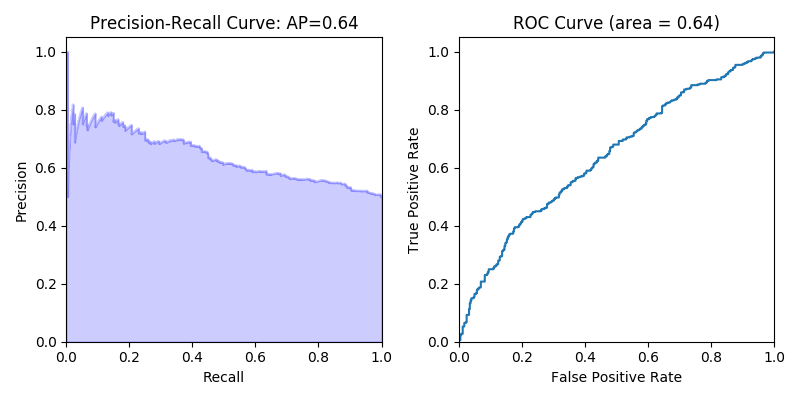 Precision-Recall Curve: AP=0.64
1.0
0.8
0.6
0.4
0.2
0.0
Precision
0.0 0.2 0.4 0.6 0.8 1.0
Recall
ROC Curve (area = 0.64)
1.0
0.8
0.6
0.4
0.2
0.0
True Positive Rate
0.0 0.2 0.4 0.6 0.8 1.0
False Positive Rate